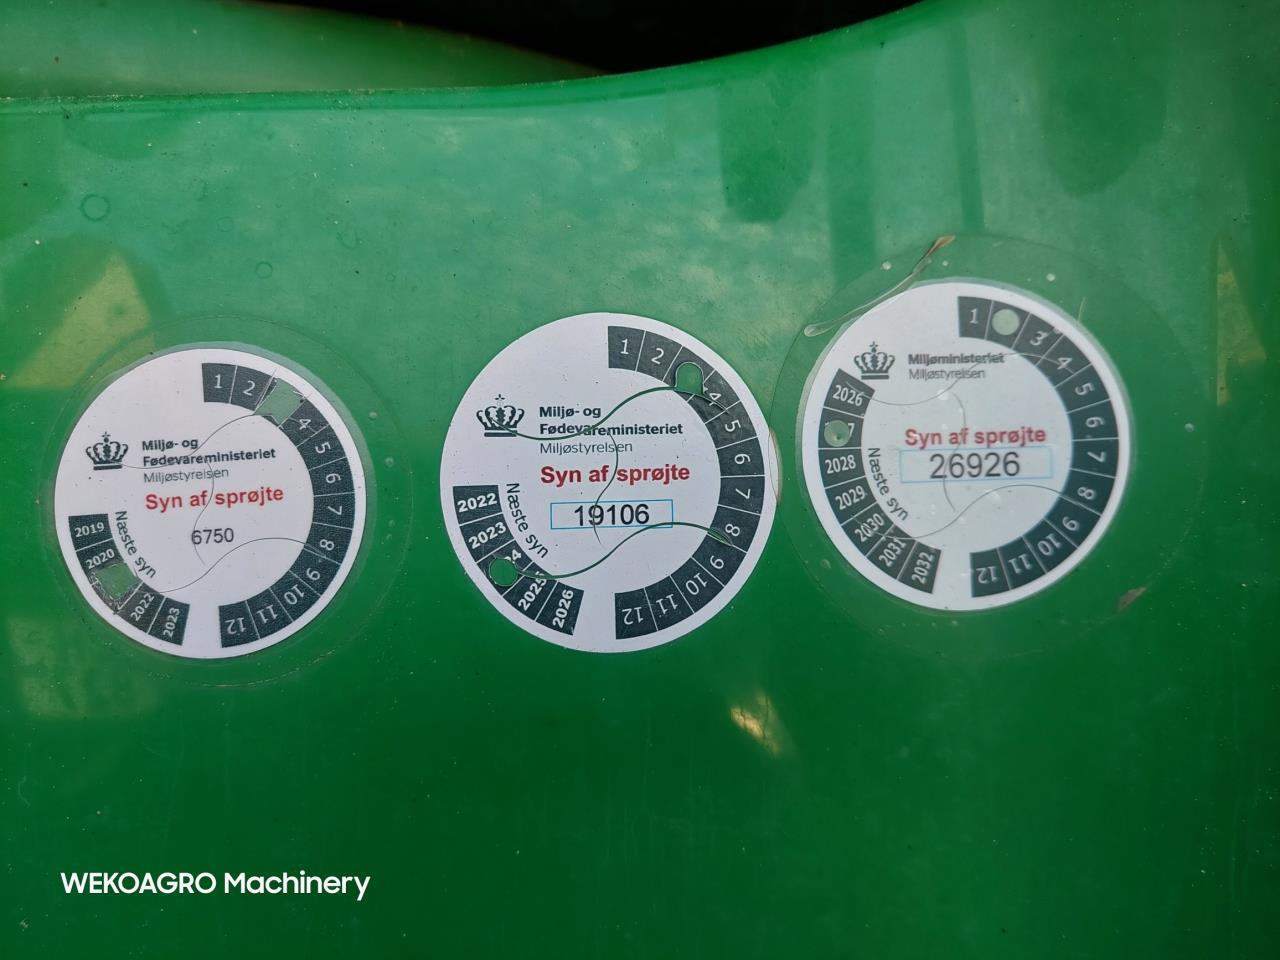 1 2 4 5 6 7 8 9 10 11 12
Miljø- og
Fødevareministeriet
Miljøstyrelsen
Syn af sprøjte
6750
Næste syn
2019 2020 2022 2023
1 2 4 5 6 7 8 9 10 11 12
Miljø- og
Fødevareministeriet
Miljøstyrelsen
Syn af sprøjte
19106
Næste syn
2022 2023 2025 2026
1 3 4 5 6 7 8 9 10 11 12
Miljøministeriet
Miljøstyrelsen
Syn af sprøjte
26926
Næste syn
2026 2028 2029 2030 2031 2032
WEKOAGRO Machinery